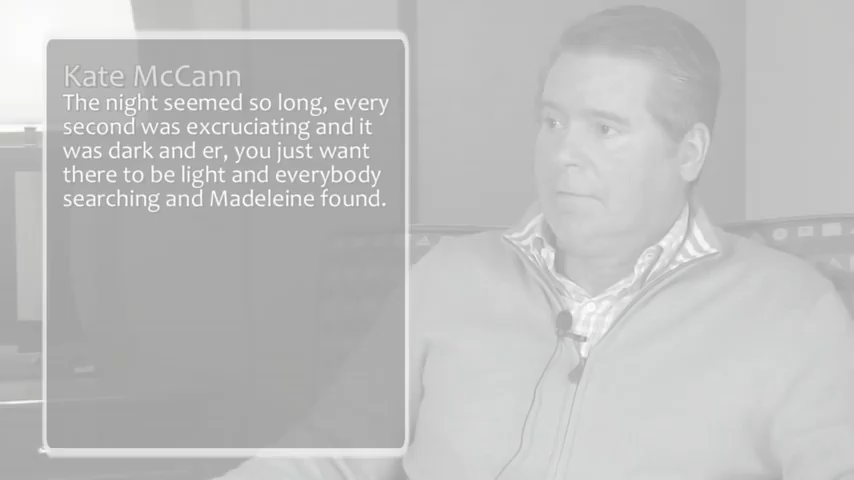 Kate McCann
The night seemed so long, every
second was excruciating and it
was dark and er, you just want
there to be light and everybody
searching and Madeleine found.